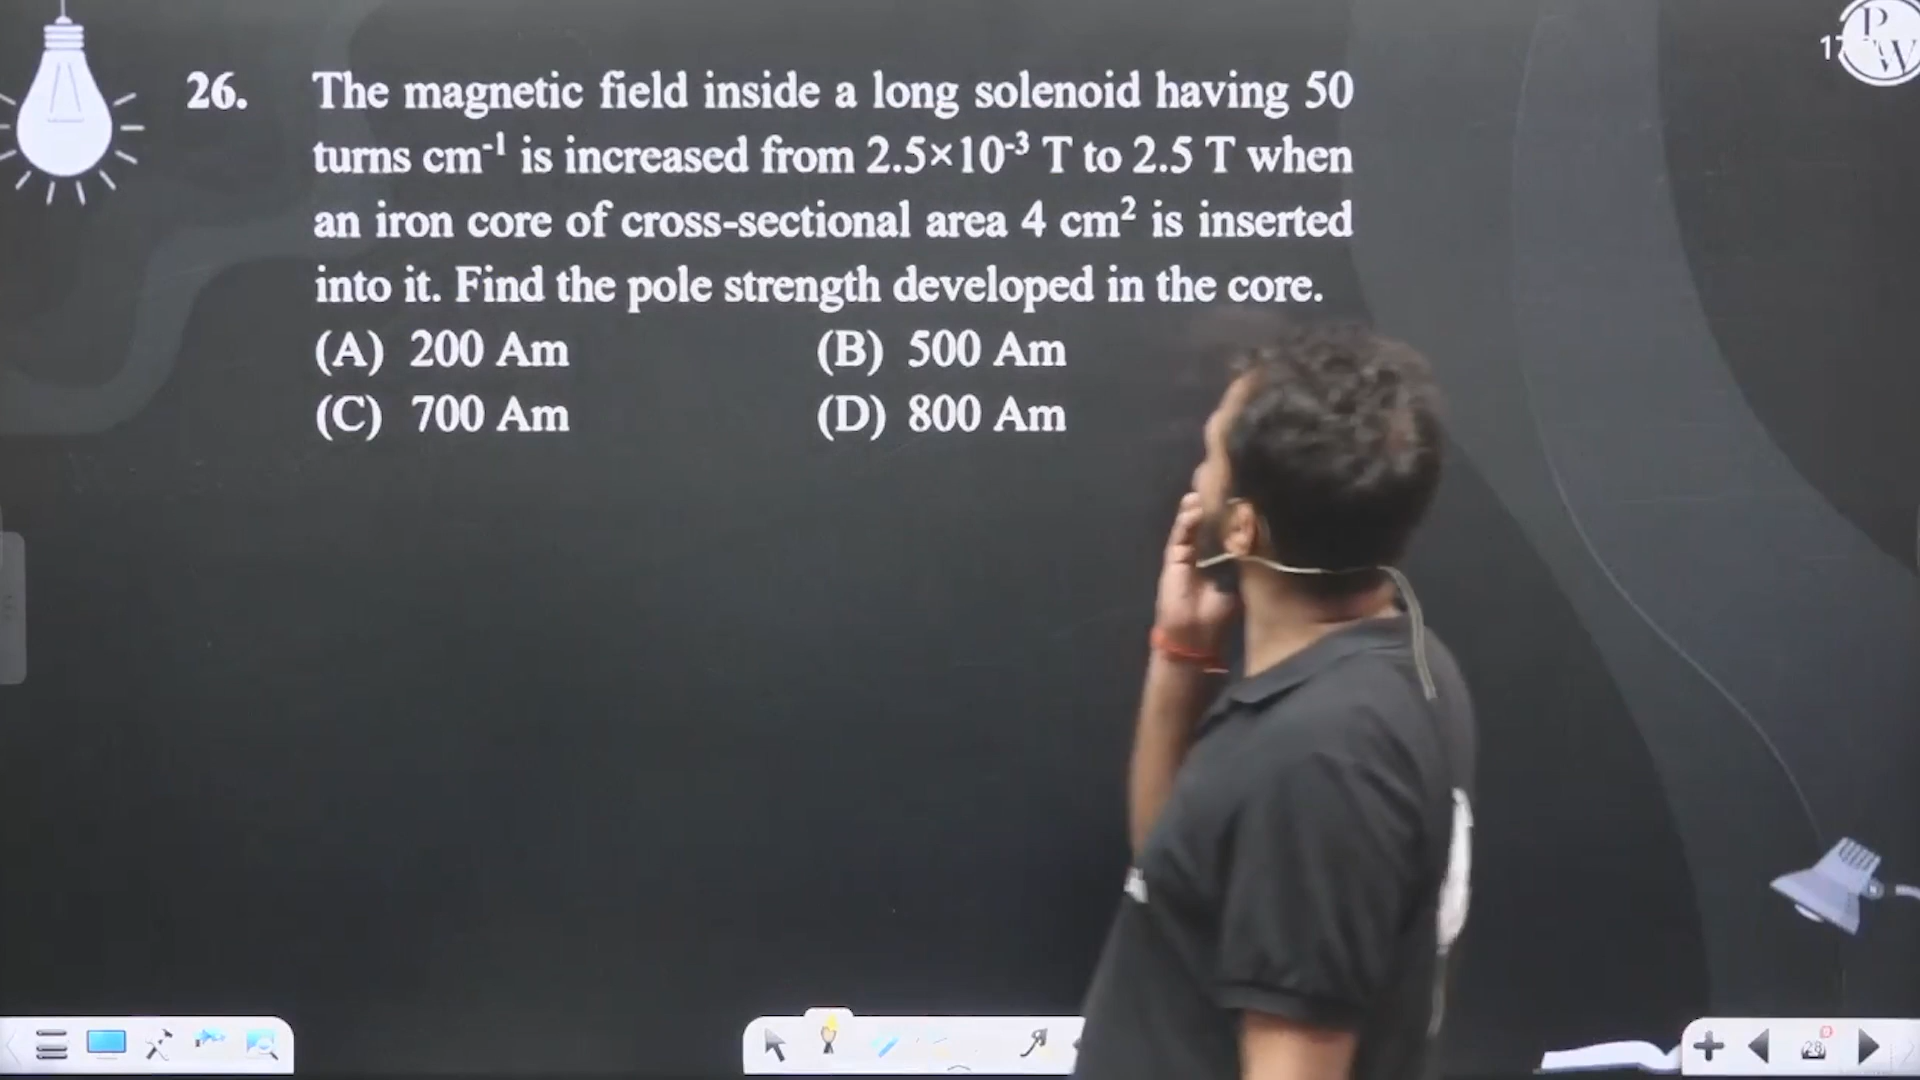 26. The magnetic field inside a long solenoid having 50
turns cm⁻¹ is increased from 2.5×10⁻³ T to 2.5 T when
an iron core of cross-sectional area 4 cm² is inserted
into it. Find the pole strength developed in the core.
(A) 200 Am (B) 500 Am
(C) 700 Am (D) 800 Am
PW
28